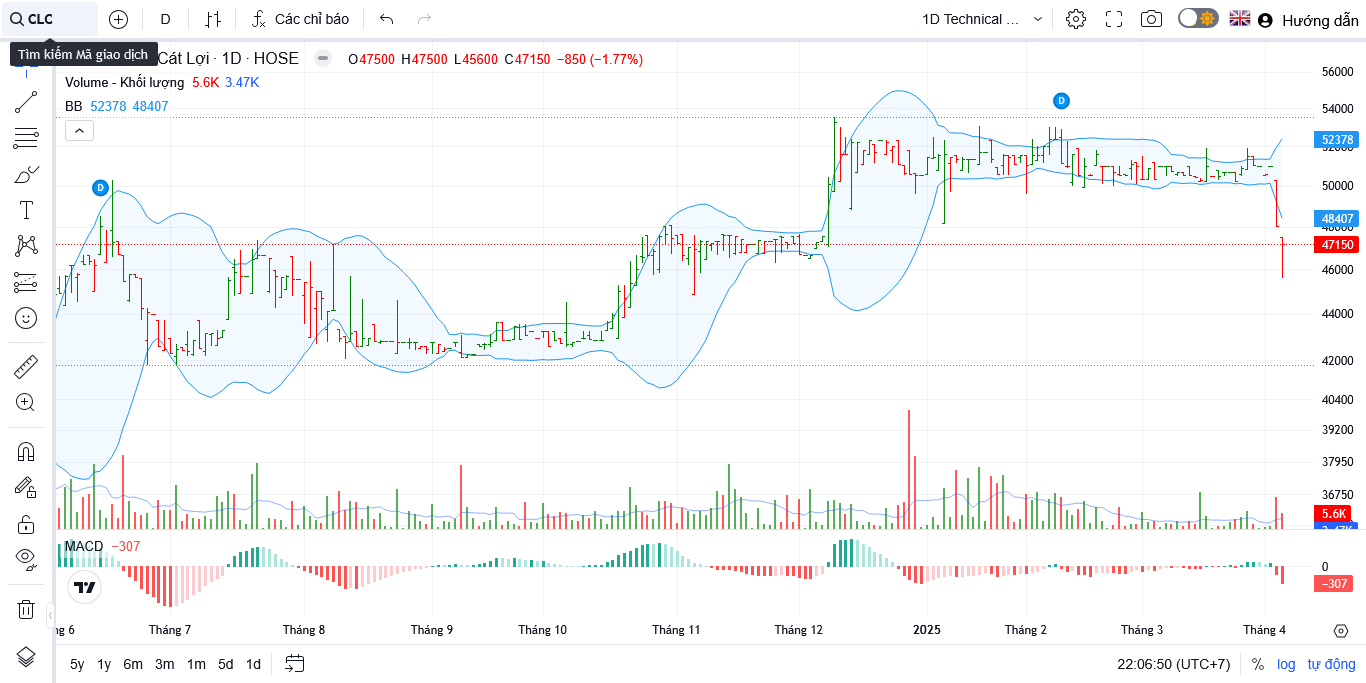 CLC
D
Các chỉ báo
1D Technical ...
Hướng dẫn
Tìm kiếm Mã giao dịch
Cát Lợi · 1D · HOSE
O47500 H47500 L45600 C47150 −850 (−1.77%)
Volume - Khối lượng 5.6K 3.47K
BB 52378 48407
D
D
56000
54000
52378
52000
50000
48407
48000
47150
46000
44000
42000
40400
39200
37950
36750
5.6K
3.47K
MACD −307
0
−307
ng 6
Tháng 7
Tháng 8
Tháng 9
Tháng 10
Tháng 11
Tháng 12
2025
Tháng 2
Tháng 3
Tháng 4
5y 1y 6m 3m 1m 5d 1d
22:06:50 (UTC+7)
% log tự động